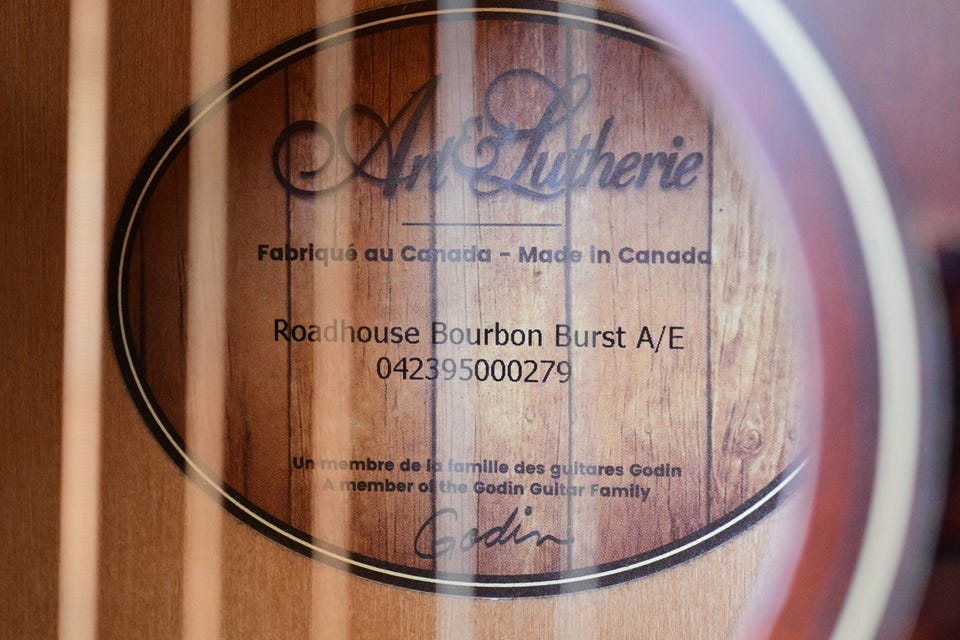 Art & Lutherie
Fabriqué au Canada - Made in Canada
Roadhouse Bourbon Burst A/E
042395000279
Un membre de la famille des guitares Godin
A member of the Godin Guitar Family
Godin